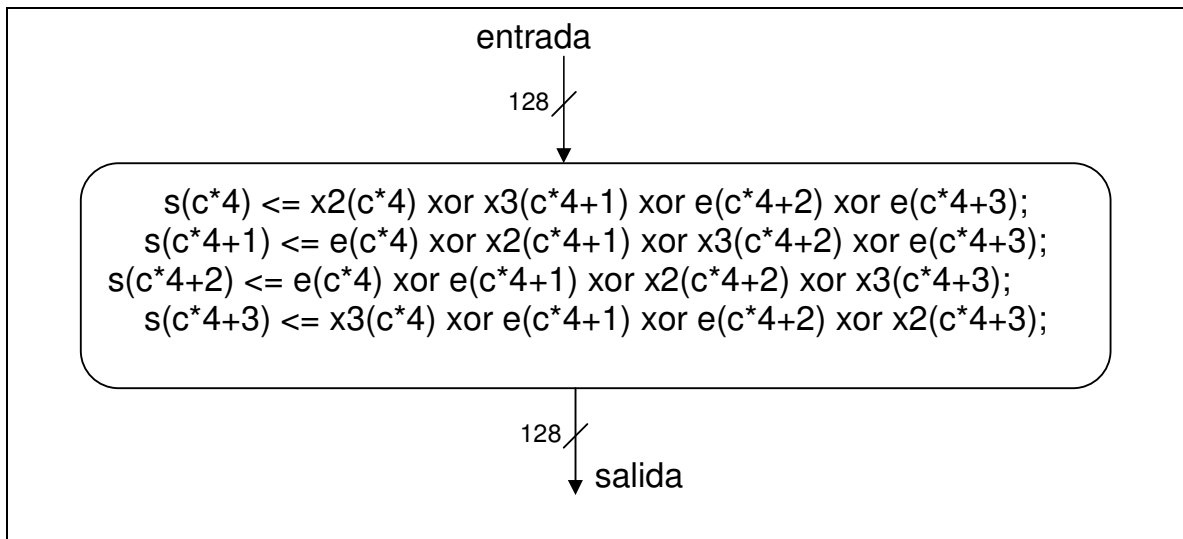 entrada
128
s(c*4) <= x2(c*4) xor x3(c*4+1) xor e(c*4+2) xor e(c*4+3);
s(c*4+1) <= e(c*4) xor x2(c*4+1) xor x3(c*4+2) xor e(c*4+3);
s(c*4+2) <= e(c*4) xor e(c*4+1) xor x2(c*4+2) xor x3(c*4+3);
s(c*4+3) <= x3(c*4) xor e(c*4+1) xor e(c*4+2) xor x2(c*4+3);
128
salida